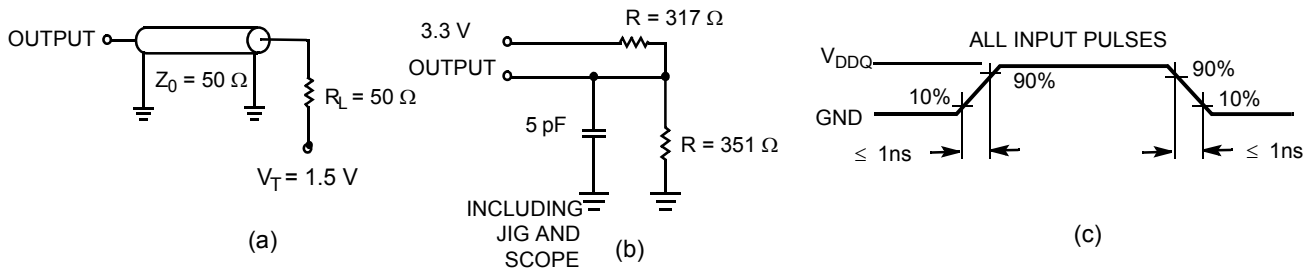 OUTPUT
Z0 = 50 Ω
RL = 50 Ω
VT = 1.5 V
(a)
R = 317 Ω
3.3 V
OUTPUT
5 pF
R = 351 Ω
INCLUDING
JIG AND
SCOPE
(b)
ALL INPUT PULSES
VDDQ
GND
10%
90%
90%
10%
≤ 1ns
≤ 1ns
(c)